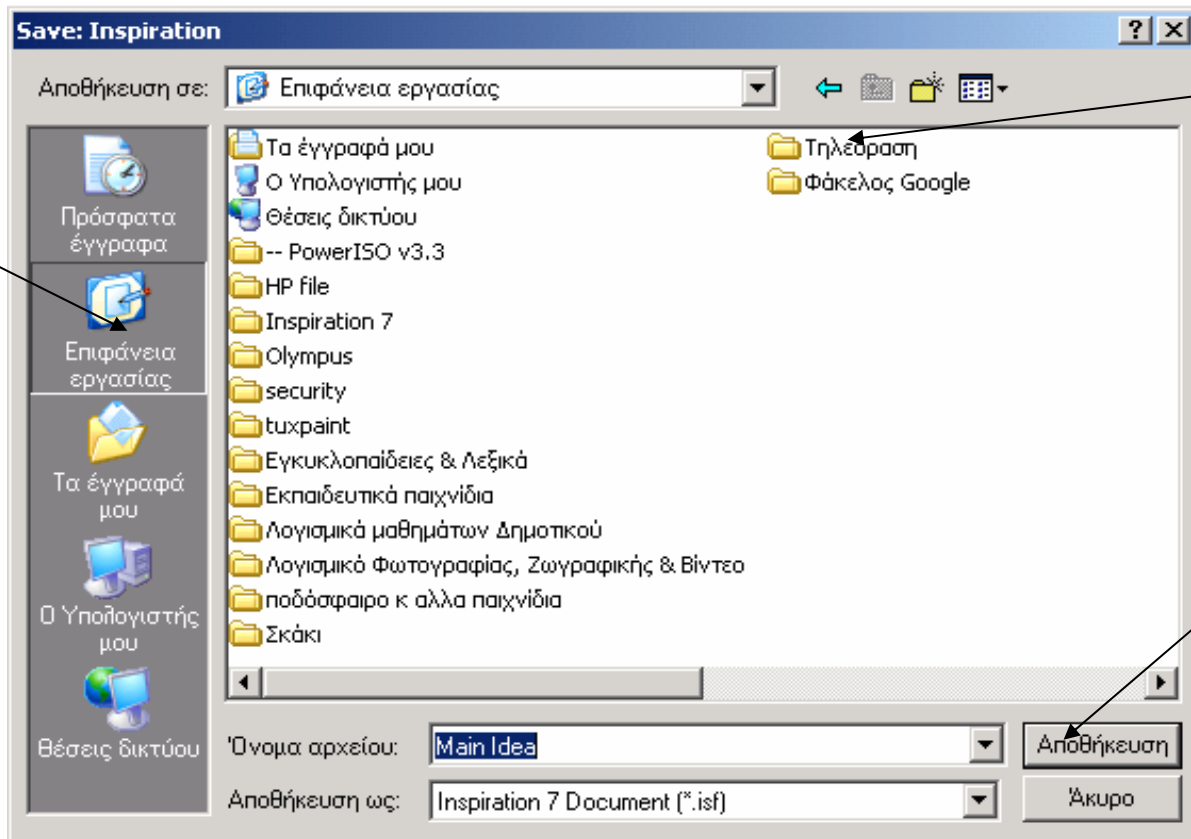 Save: Inspiration
Αποθήκευση σε: Επιφάνεια εργασίας
Πρόσφατα
έγγραφα
Επιφάνεια
εργασίας
Τα έγγραφά
μου
Ο Υπολογιστής
μου
Θέσεις δικτύου
Τα έγγραφά μου
Ο Υπολογιστής μου
Θέσεις δικτύου
-- PowerISO v3.3
HP file
Inspiration 7
Olympus
security
tuxpaint
Εγκυκλοπαίδειες & Λεξικά
Εκπαιδευτικά παιχνίδια
Λογισμικά μαθημάτων Δημοτικού
Λογισμικό Φωτογραφίας, Ζωγραφικής & Βίντεο
ποδόσφαιρο κ αλλα παιχνίδια
Σκάκι
Τηλεόραση
Φάκελος Google
Όνομα αρχείου: Main Idea Αποθήκευση
Αποθήκευση ως: Inspiration 7 Document (*.isf) Άκυρο